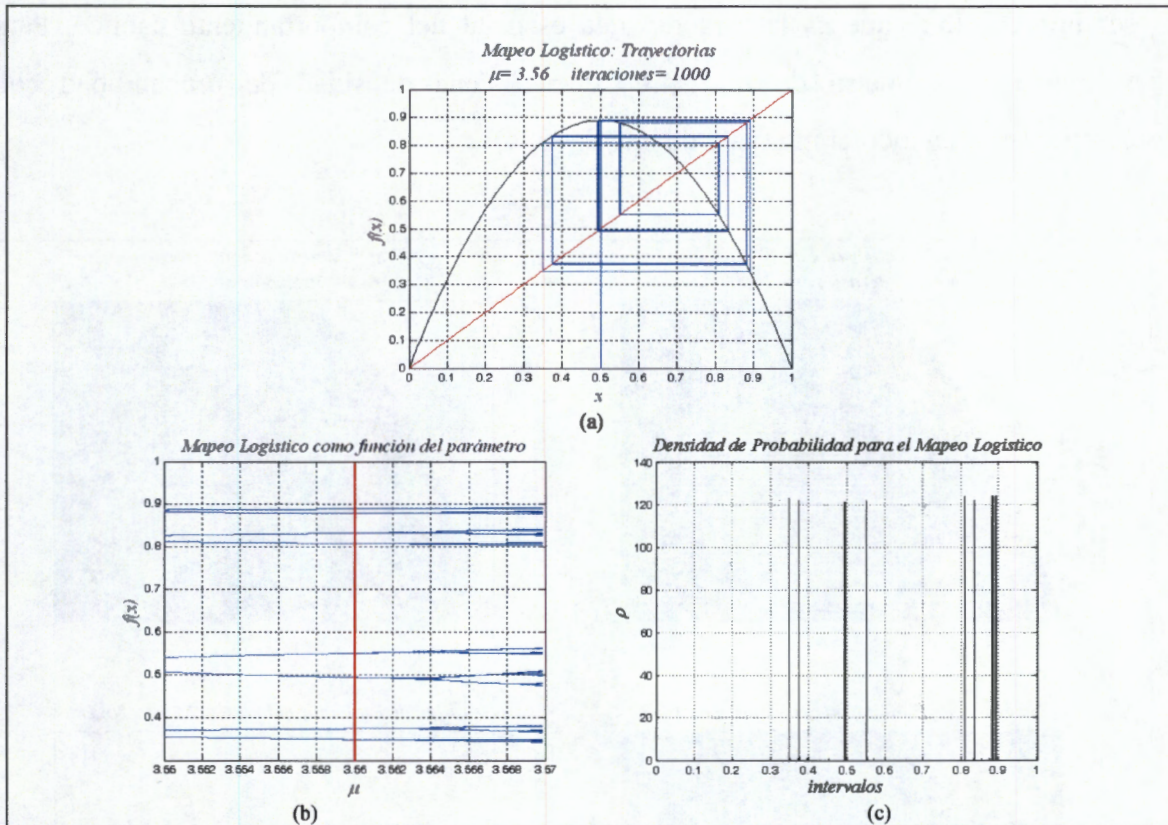 Mapeo Logístico: Trayectorias
μ= 3.56 iteraciones= 1000
1
0.9
0.8
0.7
0.6
0.5
0.4
0.3
0.2
0.1
0
f(x)
0 0.1 0.2 0.3 0.4 0.5 0.6 0.7 0.8 0.9 1
x
(a)
Mapeo Logístico como función del parámetro
1
0.9
0.8
0.7
0.6
0.5
0.4
f(x)
3.55 3.552 3.554 3.556 3.558 3.56 3.562 3.564 3.566 3.568 3.57
μ
(b)
Densidad de Probabilidad para el Mapeo Logístico
140
120
100
80
60
40
20
0
ρ
0 0.1 0.2 0.3 0.4 0.5 0.6 0.7 0.8 0.9 1
intervalos
(c)